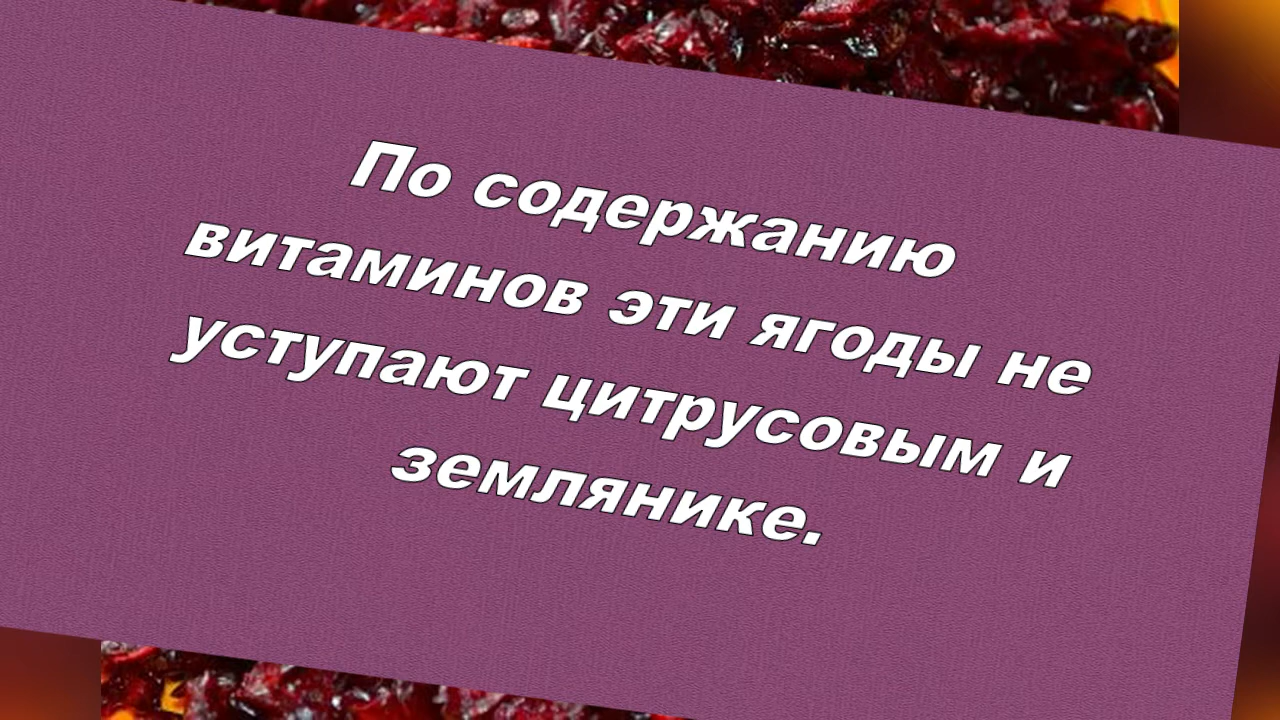 По содержанию
витаминов эти ягоды не
уступают цитрусовым и
землянике.